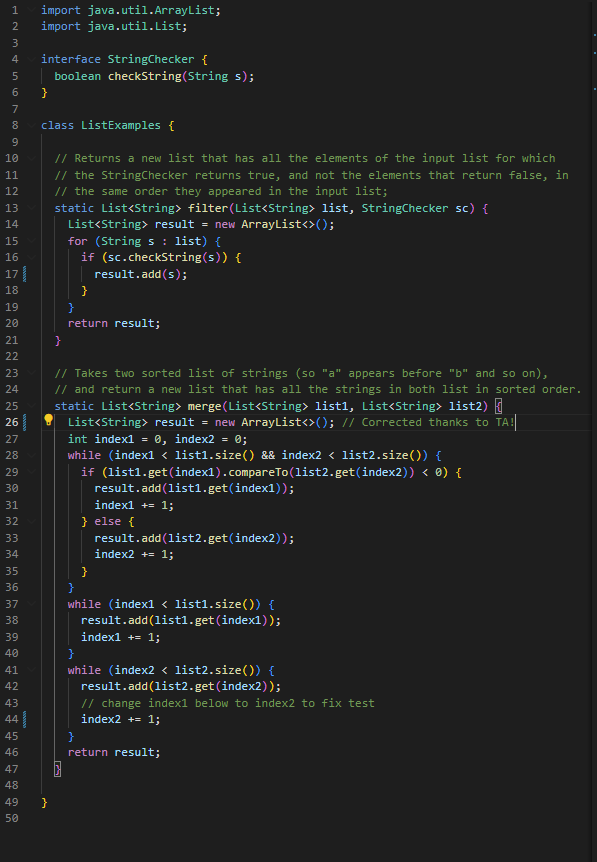 1 import java.util.ArrayList;
2 import java.util.List;
3
4 interface StringChecker {
5   boolean checkString(String s);
6 }
7
8 class ListExamples {
9
10   // Returns a new list that has all the elements of the input list for which
11   // the StringChecker returns true, and not the elements that return false, in
12   // the same order they appeared in the input list;
13   static List<String> filter(List<String> list, StringChecker sc) {
14     List<String> result = new ArrayList<>();
15     for (String s : list) {
16       if (sc.checkString(s)) {
17         result.add(s);
18       }
19     }
20     return result;
21   }
22
23   // Takes two sorted list of strings (so "a" appears before "b" and so on),
24   // and return a new list that has all the strings in both list in sorted order.
25   static List<String> merge(List<String> list1, List<String> list2) {
26     List<String> result = new ArrayList<>(); // Corrected thanks to TA!
27     int index1 = 0, index2 = 0;
28     while (index1 < list1.size() && index2 < list2.size()) {
29       if (list1.get(index1).compareTo(list2.get(index2)) < 0) {
30         result.add(list1.get(index1));
31         index1 += 1;
32       } else {
33         result.add(list2.get(index2));
34         index2 += 1;
35       }
36     }
37     while (index1 < list1.size()) {
38       result.add(list1.get(index1));
39       index1 += 1;
40     }
41     while (index2 < list2.size()) {
42       result.add(list2.get(index2));
43       // change index1 below to index2 to fix test
44       index2 += 1;
45     }
46     return result;
47   }
48
49 }
50